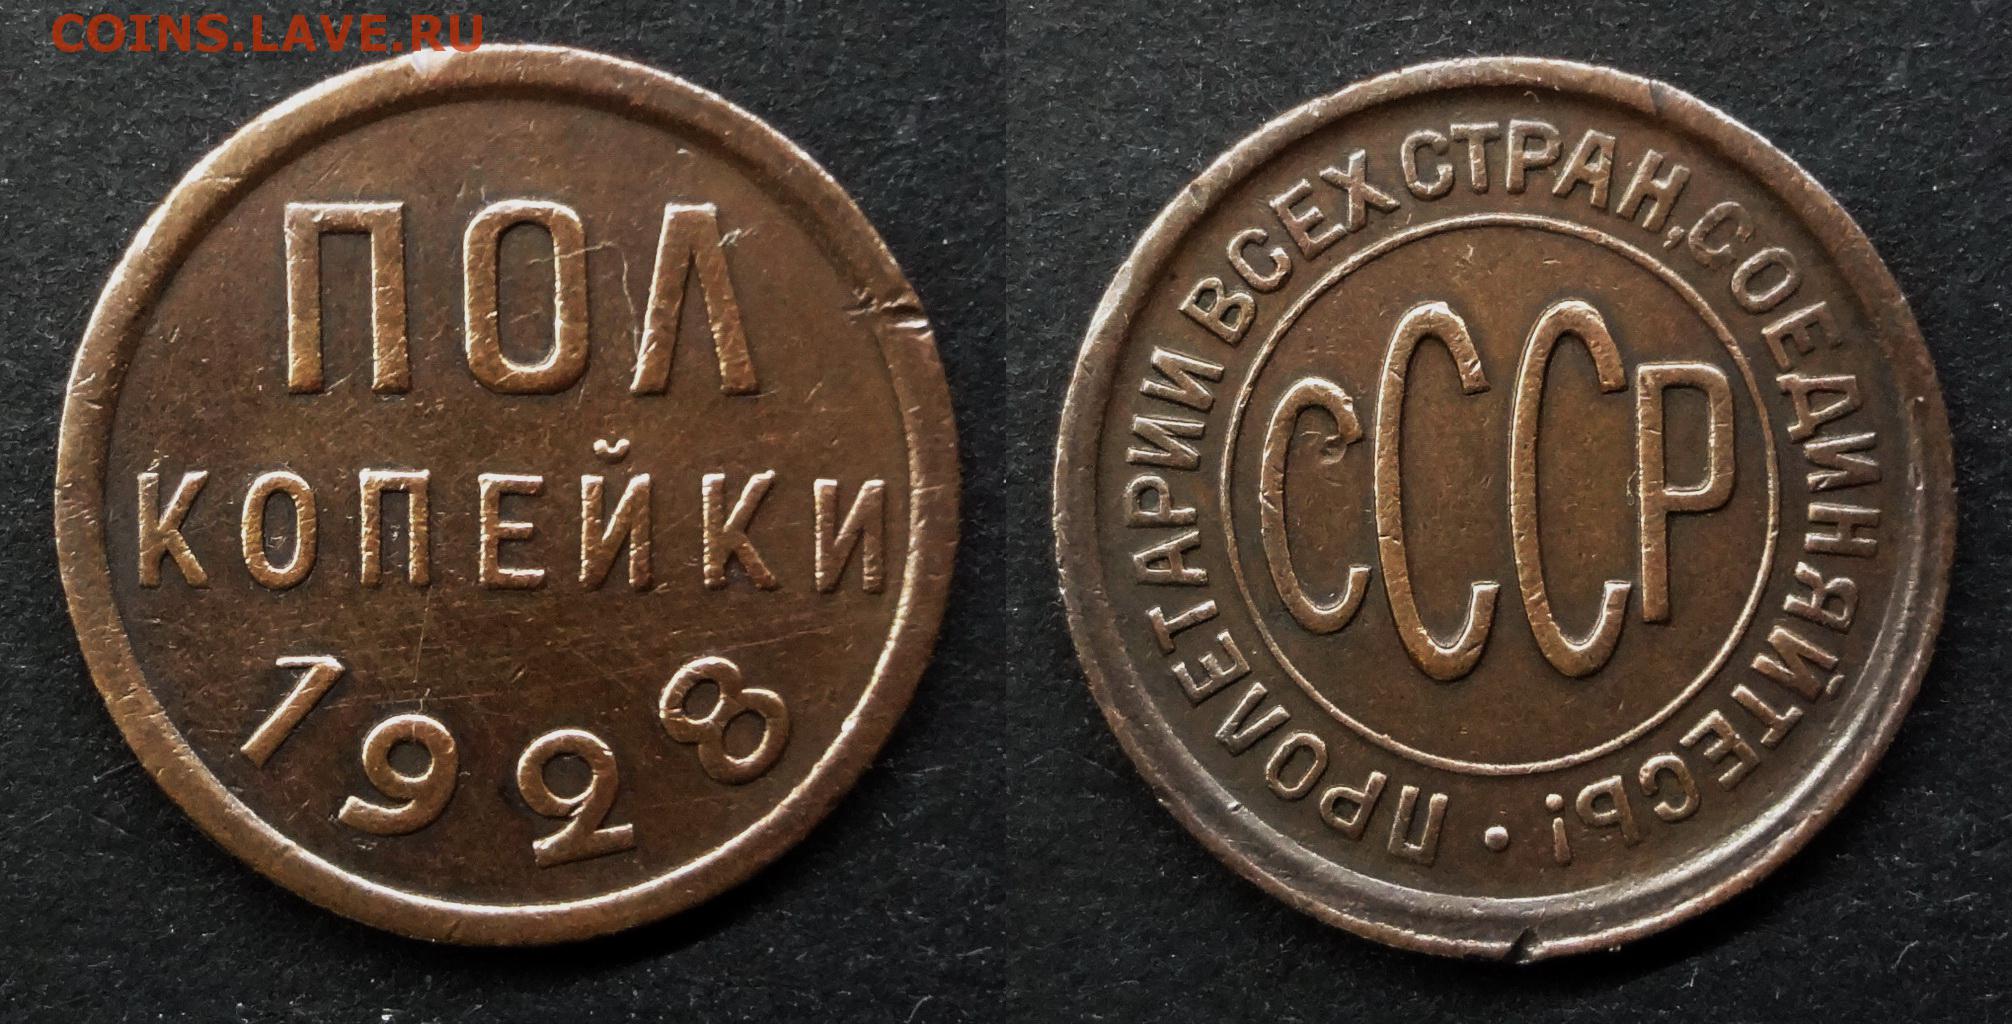 COINS.LAVE.RU
ПОЛ
КОПЕЙКИ
1928
ПРОЛЕТАРИИ ВСЕХ СТРАН, СОЕДИНЯЙТЕСЬ!
СССР